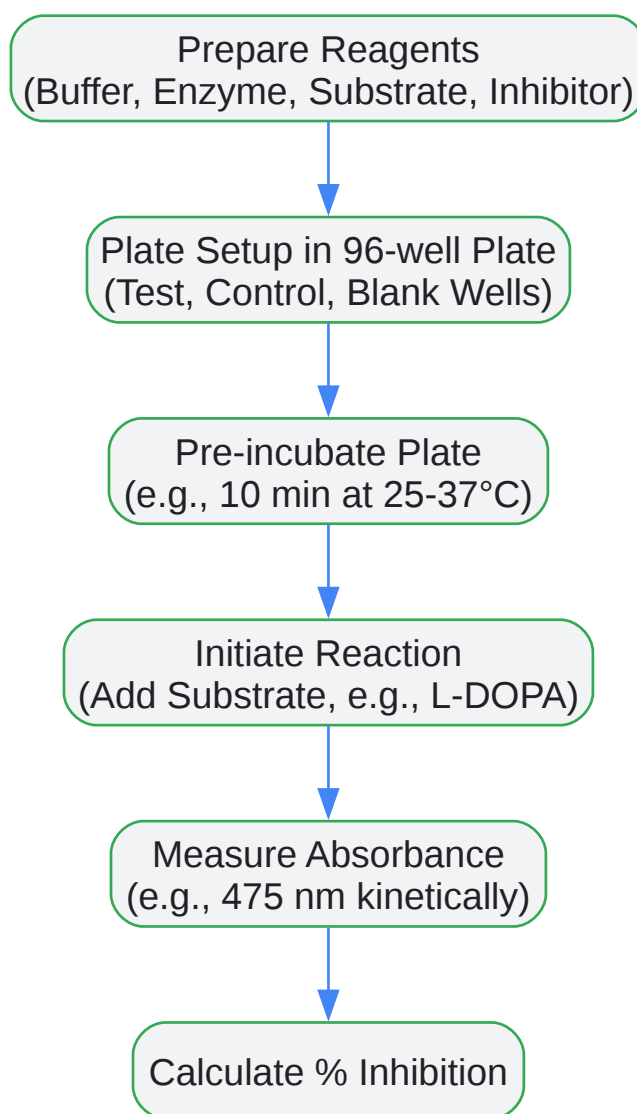 Prepare Reagents
(Buffer, Enzyme, Substrate, Inhibitor)
Plate Setup in 96-well Plate
(Test, Control, Blank Wells)
Pre-incubate Plate
(e.g., 10 min at 25-37°C)
Initiate Reaction
(Add Substrate, e.g., L-DOPA)
Measure Absorbance
(e.g., 475 nm kinetically)
Calculate % Inhibition